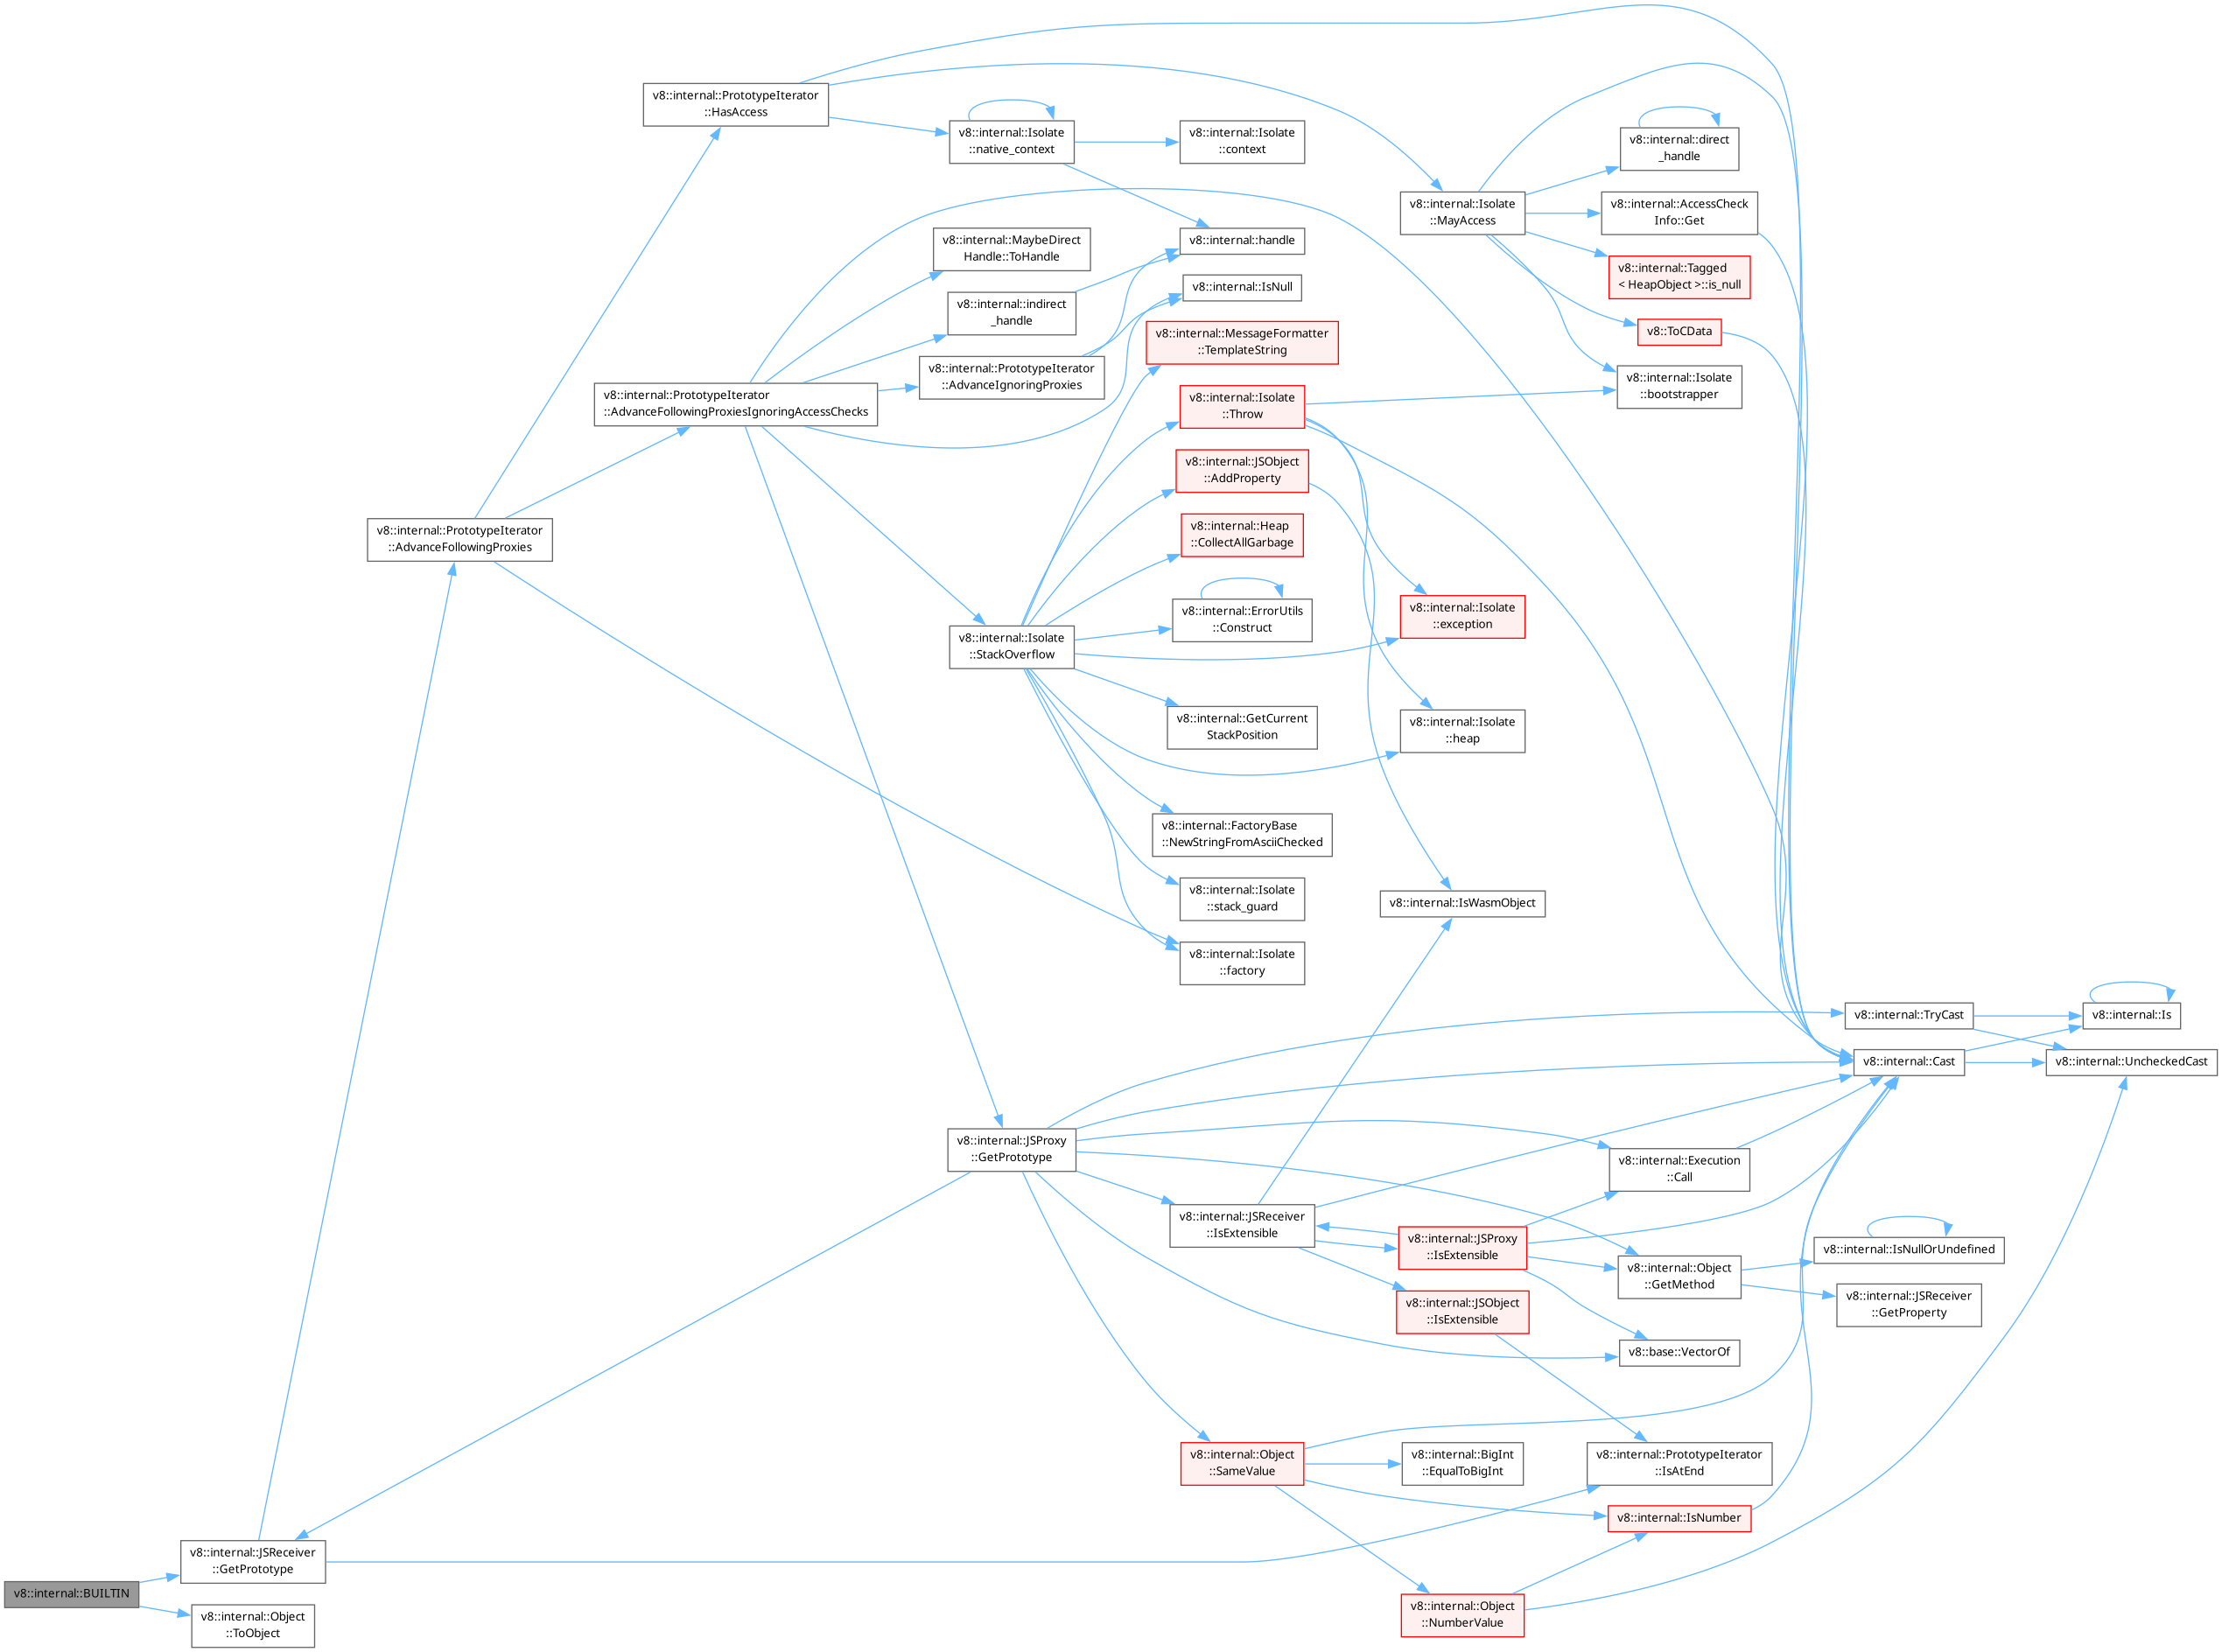 v8::internal::PrototypeIterator
::HasAccess
v8::internal::Isolate
::native_context
v8::internal::Isolate
::context
v8::internal::direct
_handle
v8::internal::Isolate
::MayAccess
v8::internal::AccessCheck
Info::Get
v8::internal::MaybeDirect
Handle::ToHandle
v8::internal::handle
v8::internal::Tagged
< HeapObject >::is_null
v8::internal::indirect
_handle
v8::internal::IsNull
v8::internal::MessageFormatter
::TemplateString
v8::ToCData
v8::internal::PrototypeIterator
::AdvanceIgnoringProxies
v8::internal::Isolate
::bootstrapper
v8::internal::PrototypeIterator
::AdvanceFollowingProxiesIgnoringAccessChecks
v8::internal::Isolate
::Throw
v8::internal::JSObject
::AddProperty
v8::internal::PrototypeIterator
::AdvanceFollowingProxies
v8::internal::Heap
::CollectAllGarbage
v8::internal::ErrorUtils
::Construct
v8::internal::Isolate
::exception
v8::internal::Isolate
::StackOverflow
v8::internal::GetCurrent
StackPosition
v8::internal::Isolate
::heap
v8::internal::FactoryBase
::NewStringFromAsciiChecked
v8::internal::Isolate
::stack_guard
v8::internal::IsWasmObject
v8::internal::Isolate
::factory
v8::internal::TryCast
v8::internal::Is
v8::internal::Cast
v8::internal::UncheckedCast
v8::internal::JSProxy
::GetPrototype
v8::internal::Execution
::Call
v8::internal::JSReceiver
::IsExtensible
v8::internal::JSProxy
::IsExtensible
v8::internal::IsNullOrUndefined
v8::internal::Object
::GetMethod
v8::internal::JSObject
::IsExtensible
v8::internal::JSReceiver
::GetProperty
v8::base::VectorOf
v8::internal::Object
::SameValue
v8::internal::BigInt
::EqualToBigInt
v8::internal::PrototypeIterator
::IsAtEnd
v8::internal::IsNumber
v8::internal::JSReceiver
::GetPrototype
v8::internal::BUILTIN
v8::internal::Object
::ToObject
v8::internal::Object
::NumberValue